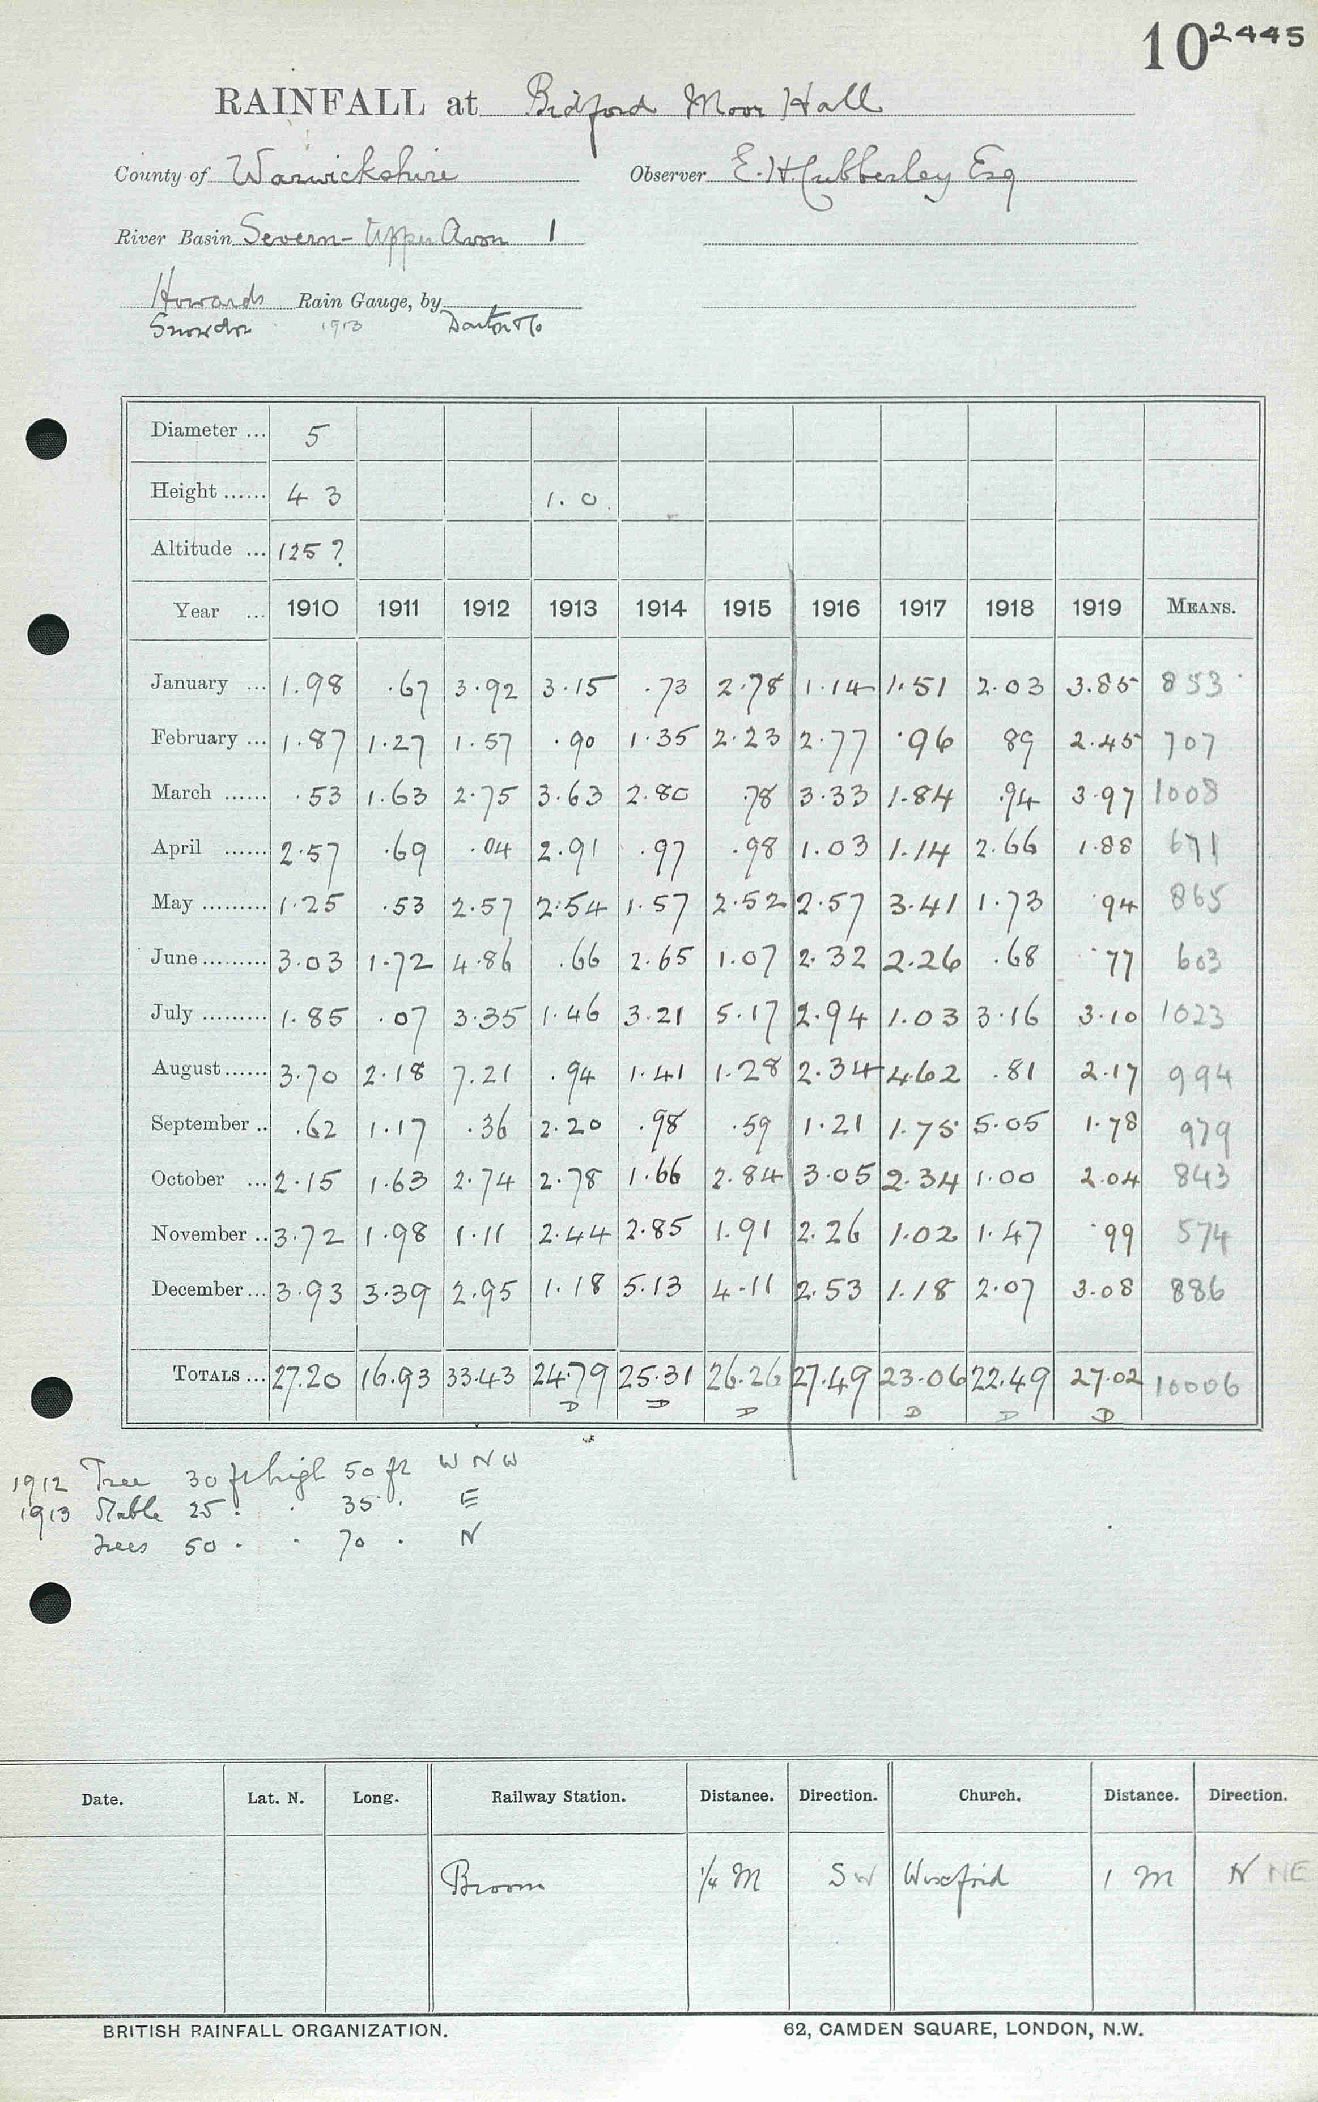 10 2445
RAINFALL at Bidford Moor Hall
County of Warwickshire Observer E. H. Cubberley Esq
River Basin Severn - Upper Avon 1
Howards Rain Gauge, by
Snowdon 1913 Darton & Co
Diameter ... 5
Height ...... 4 3 1. 0
Altitude ... 125 ?
Year ... 1910 1911 1912 1913 1914 1915 1916 1917 1918 1919 MEANS.
January ... 1.98 .67 3.92 3.15 .73 2.78 1.14 1.51 2.03 3.85 853
February ... 1.87 1.27 1.57 .90 1.35 2.23 2.77 .96 89 2.45 707
March ...... .53 1.63 2.75 3.63 2.80 .78 3.33 1.84 .94 3.97 1008
April ...... 2.57 .69 .04 2.91 .97 .98 1.03 1.14 2.66 1.88 671
May ......... 1.25 .53 2.57 2.54 1.57 2.52 2.57 3.41 1.73 .94 865
June ......... 3.03 1.72 4.86 .66 2.65 1.07 2.32 2.26 .68 .77 603
July ......... 1.85 .07 3.35 1.46 3.21 5.17 2.94 1.03 3.16 3.10 1023
August ...... 3.70 2.18 7.21 .94 1.41 1.28 2.34 4.62 .81 2.17 994
September .. .62 1.17 .36 2.20 .98 .59 1.21 1.75 5.05 1.78 979
October ... 2.15 1.63 2.74 2.78 1.66 2.84 3.05 2.34 1.00 2.04 843
November .. 3.72 1.98 1.11 2.44 2.85 1.91 2.26 1.02 1.47 .99 574
December ... 3.93 3.39 2.95 1.18 5.13 4.11 2.53 1.18 2.07 3.08 886
TOTALS ... 27.20 16.93 33.43 24.79 25.31 26.26 27.49 23.06 22.49 27.02 10006
D D D D D D
1912 Tree 30 ft high 50 ft W N W
1913 Stable 25 . . 35 . E
Trees 50 . . 70 . N
Date. Lat. N. Long. Railway Station. Distance. Direction. Church. Distance. Direction.
Broom 1/4 M SW Wixford 1 M N NE
BRITISH RAINFALL ORGANIZATION. 62, CAMDEN SQUARE, LONDON, N.W.